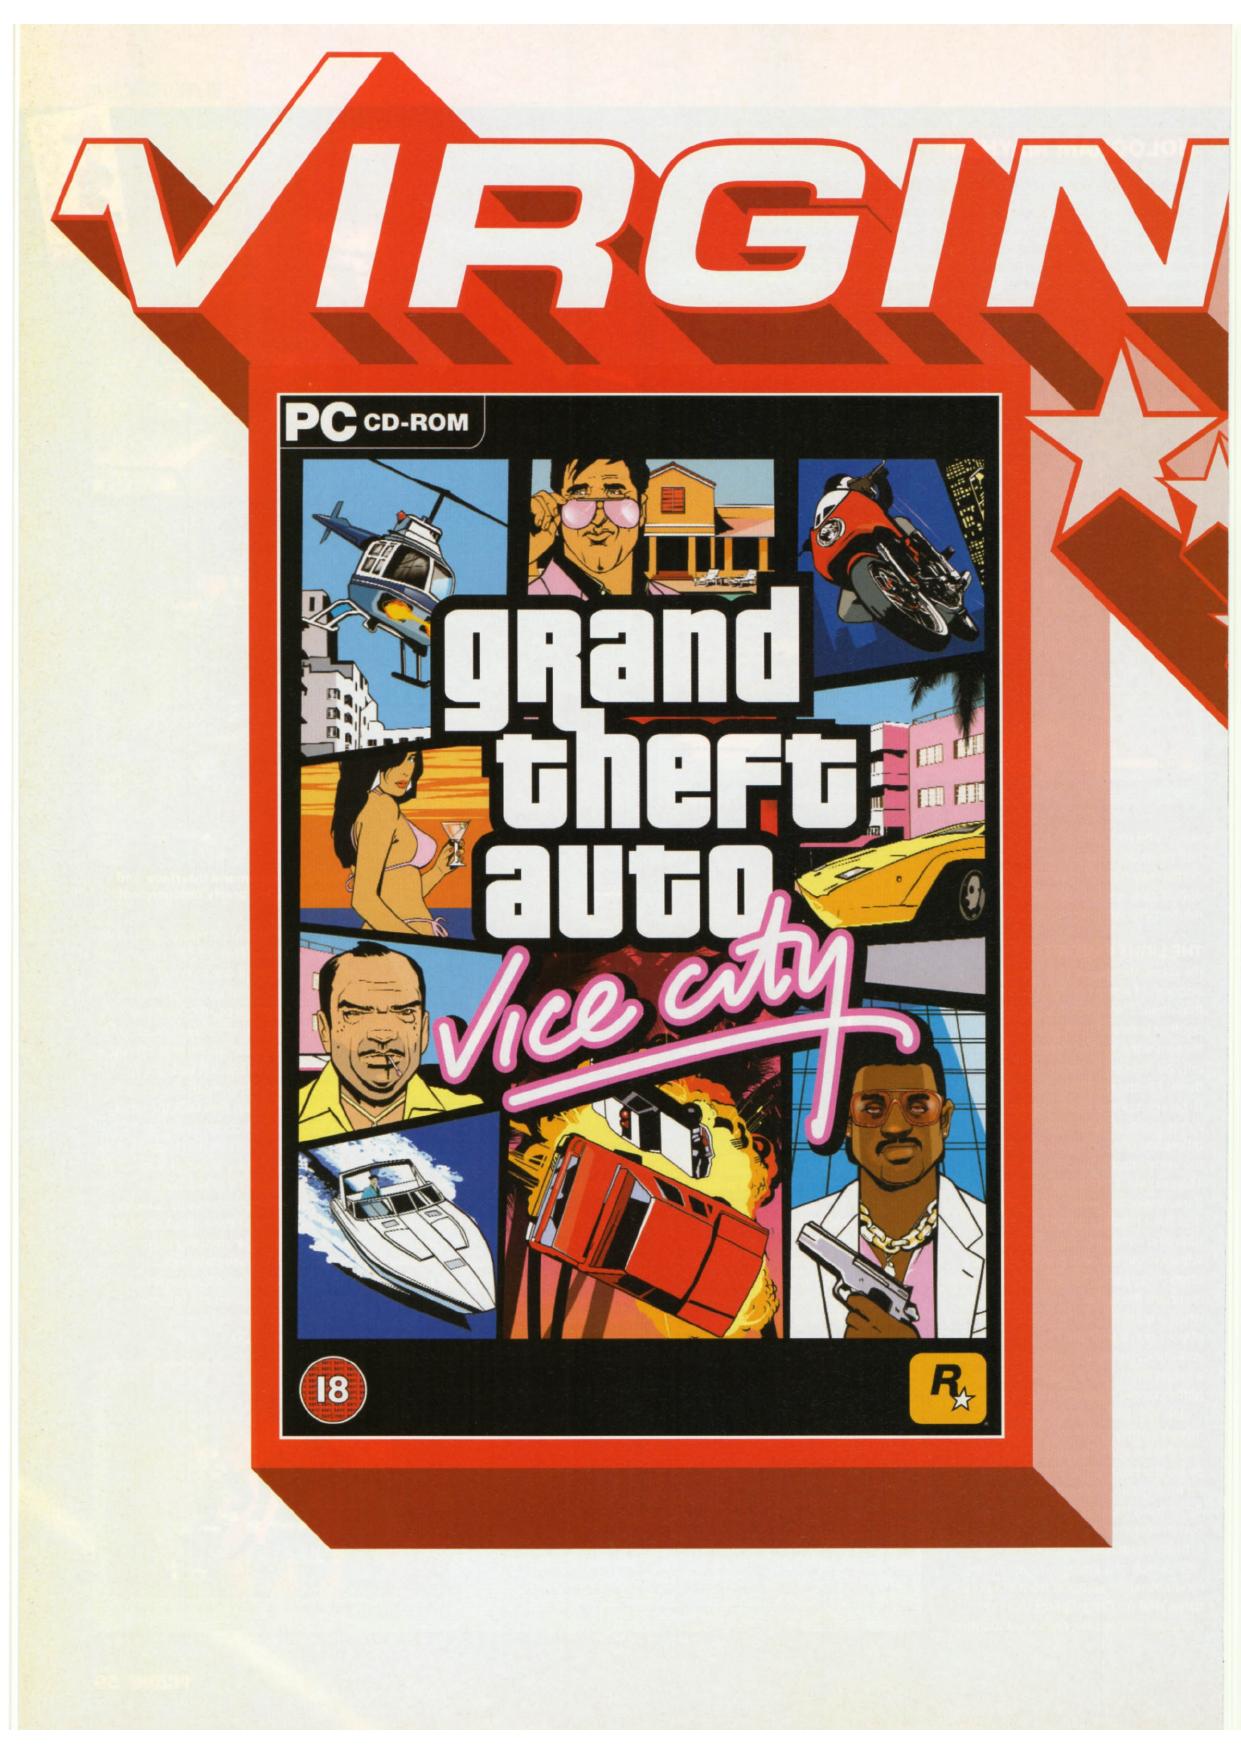 VIRGIN
PC CD-ROM
grand
theft
auto
vice city
18
R